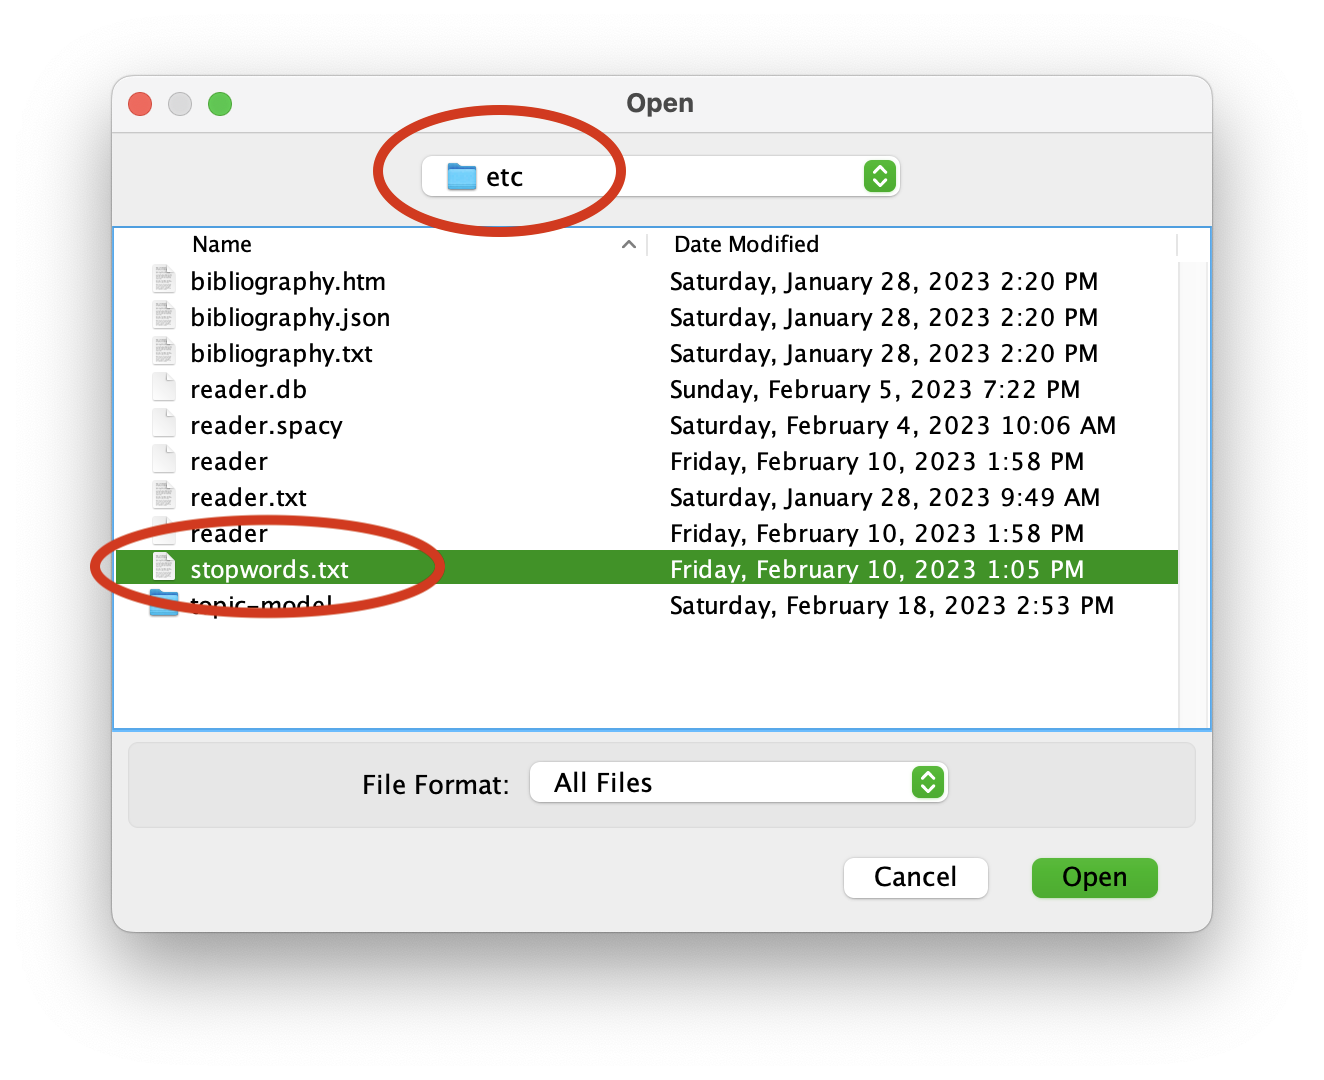 Open
etc
Name Date Modified
bibliography.htm Saturday, January 28, 2023 2:20 PM
bibliography.json Saturday, January 28, 2023 2:20 PM
bibliography.txt Saturday, January 28, 2023 2:20 PM
reader.db Sunday, February 5, 2023 7:22 PM
reader.spacy Saturday, February 4, 2023 10:06 AM
reader Friday, February 10, 2023 1:58 PM
reader.txt Saturday, January 28, 2023 9:49 AM
reader Friday, February 10, 2023 1:58 PM
stopwords.txt Friday, February 10, 2023 1:05 PM
topic-model Saturday, February 18, 2023 2:53 PM
File Format: All Files
Cancel Open